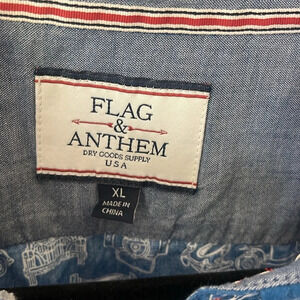 FLAG
&
ANTHEM
DRY GOODS SUPPLY
USA
XL
MADE IN
CHINA